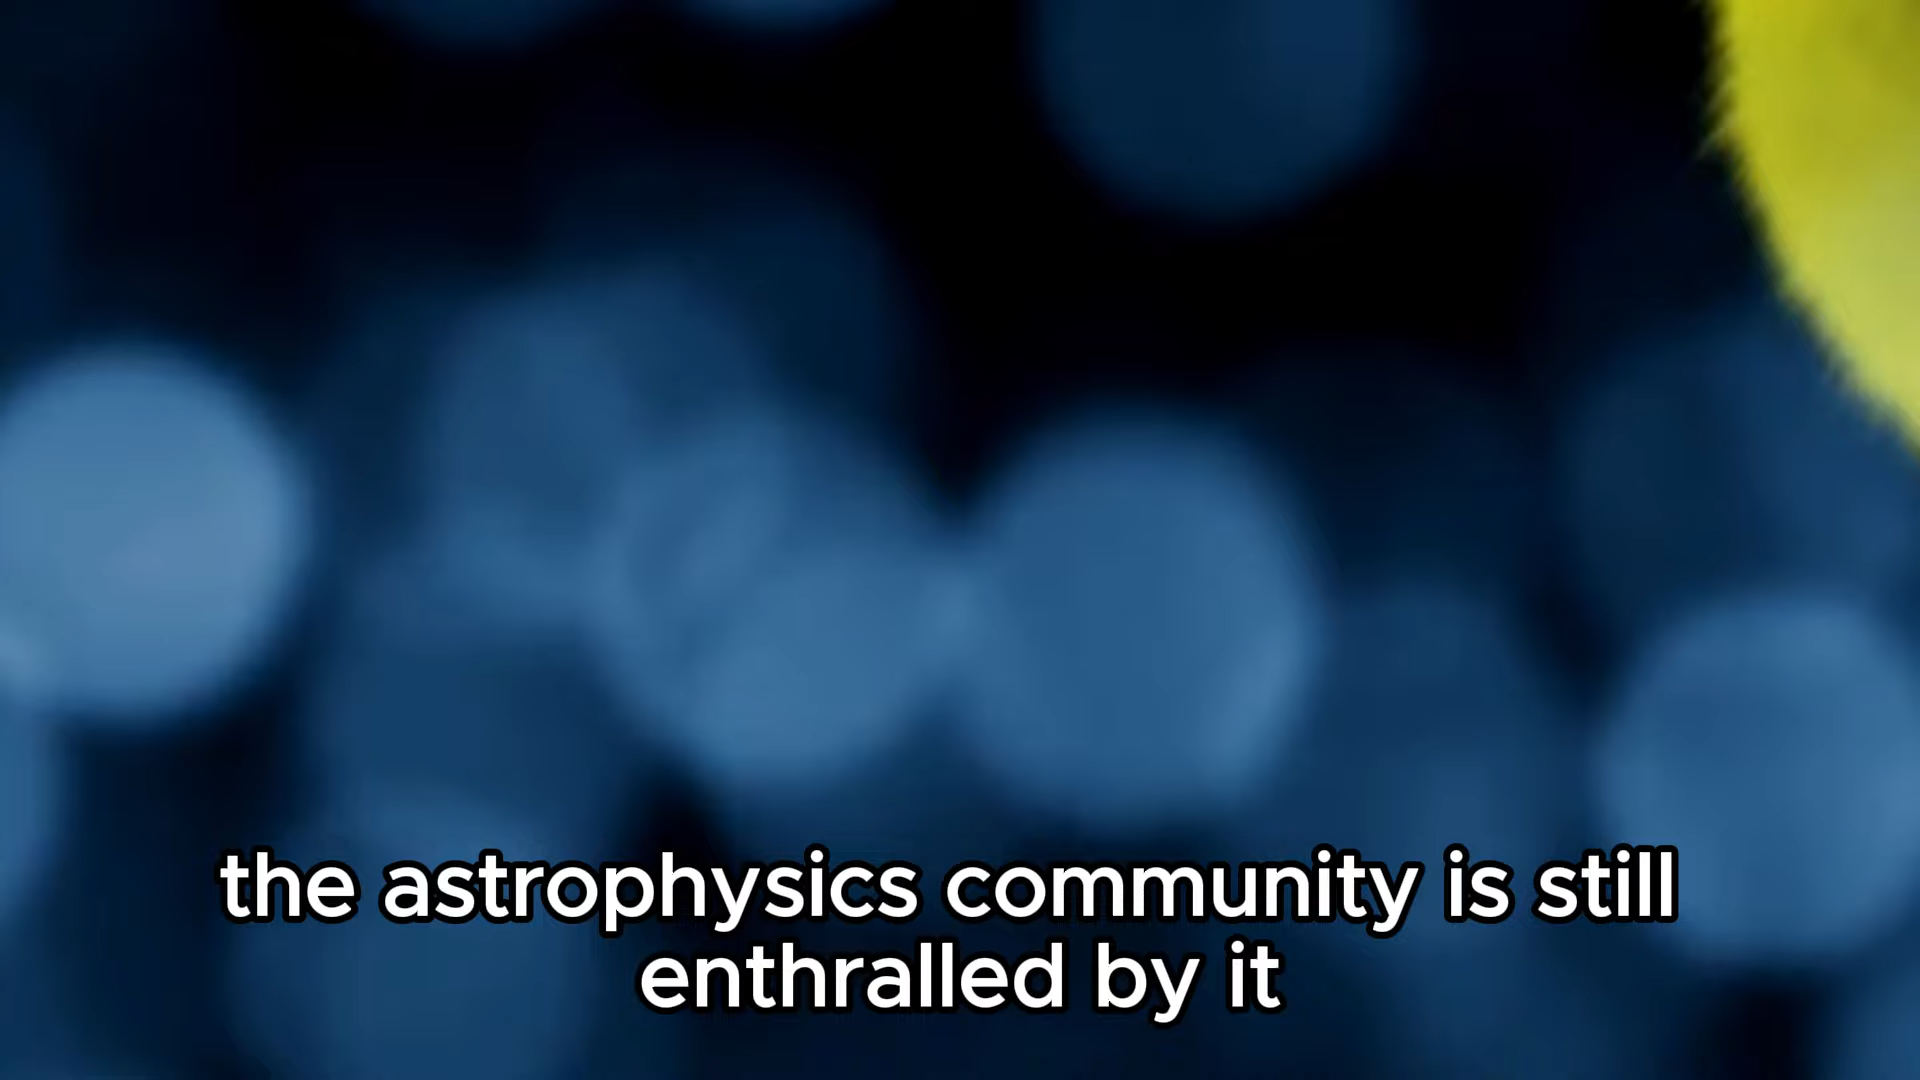 the astrophysics community is still
enthralled by it